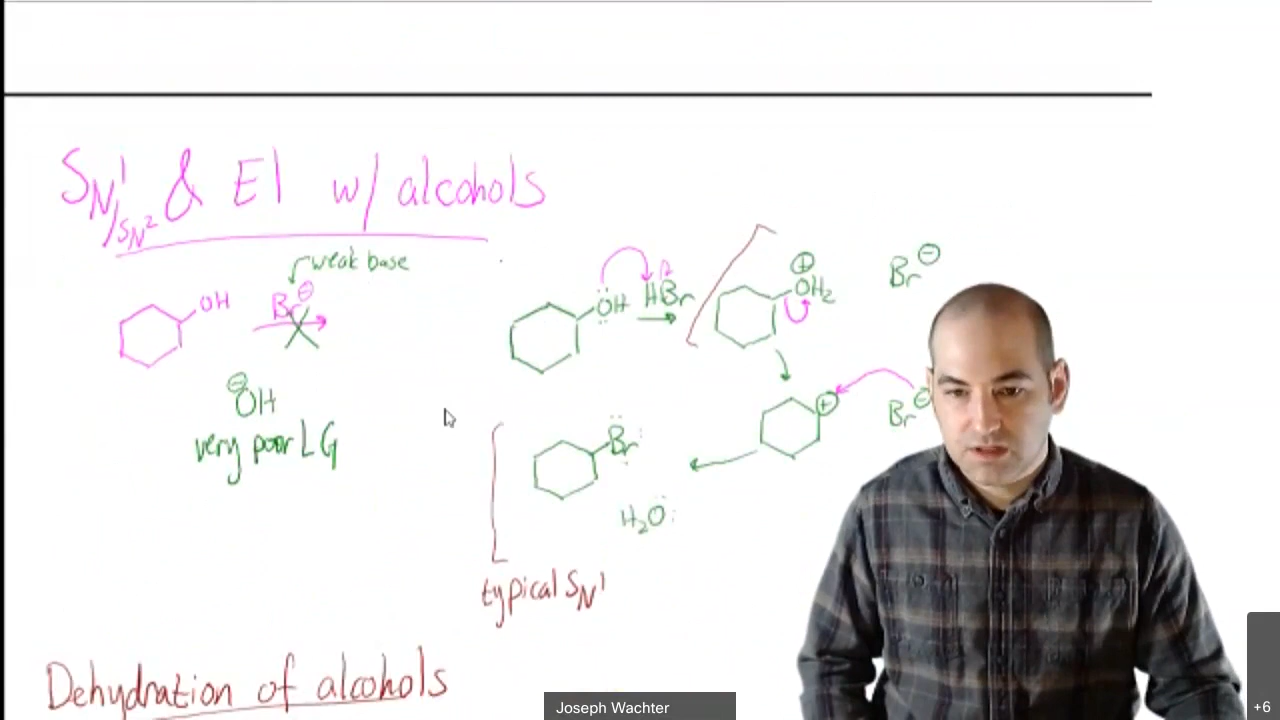 SN1 & E1 w/ alcohols
/SN2
weak base
OH
Br⊖
⊖OH
very poor LG
ÖH
HBr
⊕OH2
Br⊖
⊕
Br⊖
Br
H2O:
typical SN1
Dehydration of alcohols
Joseph Wachter
+6